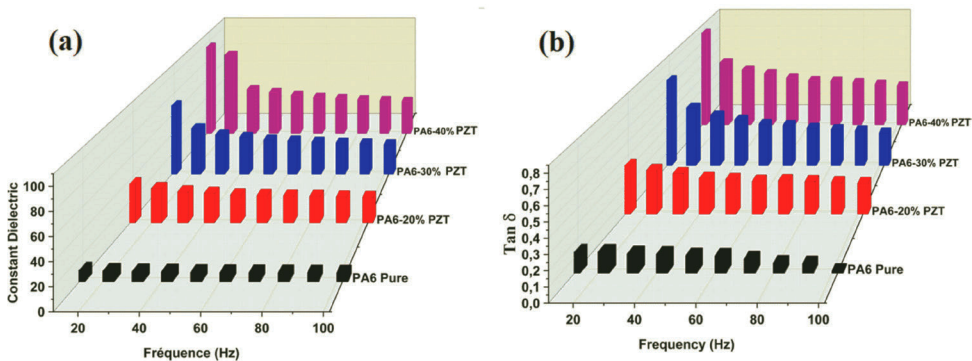 (a)
Constant Dielectric
100
80
60
40
20
0
20 40 60 80 100
Fréquence (Hz)
PA6-40% PZT
PA6-30% PZT
PA6-20% PZT
PA6 Pure
(b)
Tan δ
0,8
0,7
0,6
0,5
0,4
0,3
0,2
0,1
0,0
20 40 60 80 100
Frequency (Hz)
PA6-40% PZT
PA6-30% PZT
PA6-20% PZT
PA6 Pure